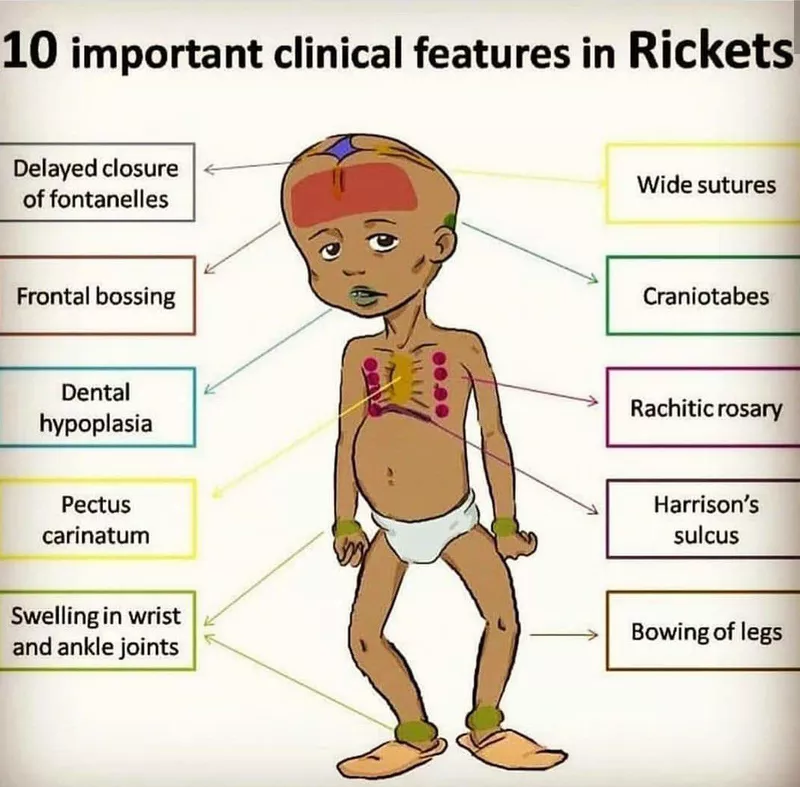 10 important clinical features in Rickets
Delayed closure
of fontanelles
Frontal bossing
Dental
hypoplasia
Pectus
carinatum
Swelling in wrist
and ankle joints
Wide sutures
Craniotabes
Rachitic rosary
Harrison's
sulcus
Bowing of legs